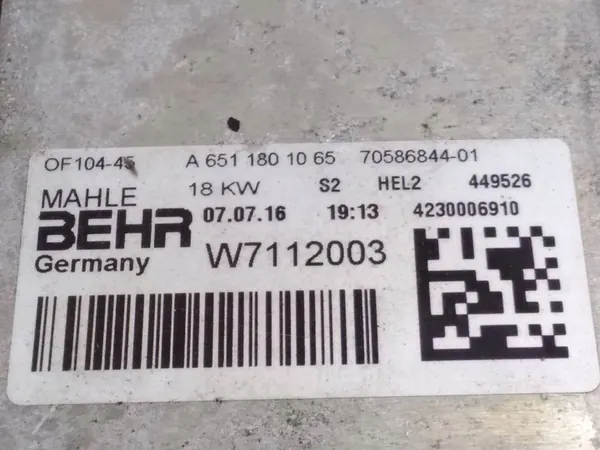 OF104-45 A 651 180 10 65 70586844-01
MAHLE 18 KW S2 HEL2 449526
BEHR 07.07.16 19:13 4230006910
Germany W7112003